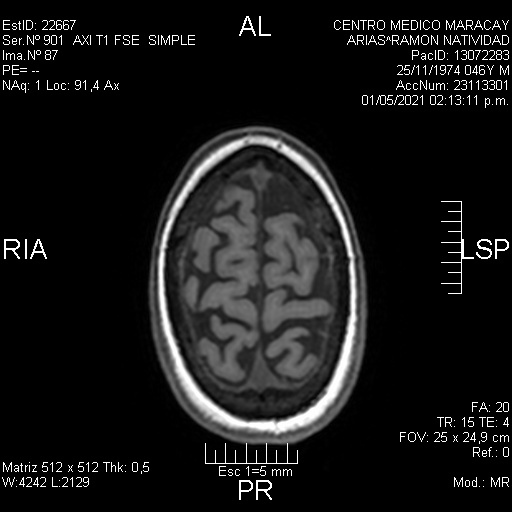 EstID: 22667
Ser.Nº 901 AXI T1 FSE SIMPLE
Ima.Nº 87
PE= --
NAq: 1 Loc: 91,4 Ax
AL
CENTRO MEDICO MARACAY
ARIAS^RAMON NATIVIDAD
PacID: 13072283
25/11/1974 046Y M
AccNum: 23113301
01/05/2021 02:13:11 p.m.
RIA
LSP
FA: 20
TR: 15 TE: 4
FOV: 25 x 24,9 cm
Ref.: 0
Matriz 512 x 512 Thk: 0,5
W:4242 L:2129
Esc 1=5 mm
PR
Mod.: MR